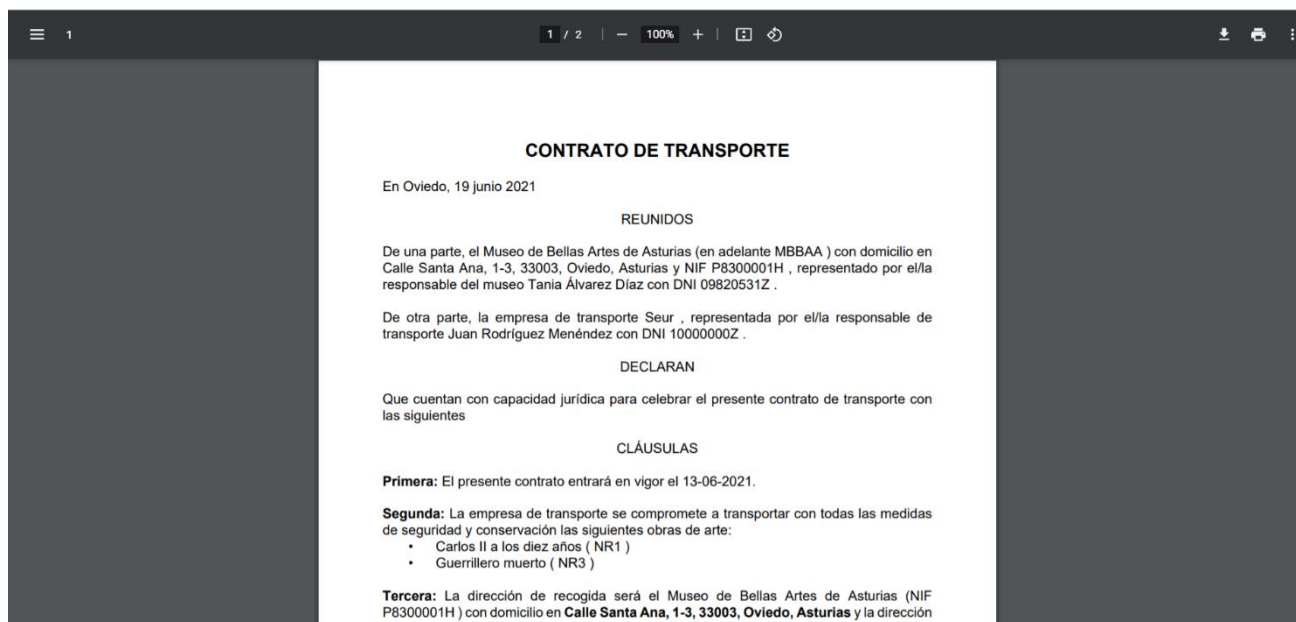 1
1 / 2
100%
CONTRATO DE TRANSPORTE
En Oviedo, 19 junio 2021
REUNIDOS
De una parte, el Museo de Bellas Artes de Asturias (en adelante MBBAA ) con domicilio en
Calle Santa Ana, 1-3, 33003, Oviedo, Asturias y NIF P8300001H , representado por el/la
responsable del museo Tania Álvarez Díaz con DNI 09820531Z .
De otra parte, la empresa de transporte Seur , representada por el/la responsable de
transporte Juan Rodríguez Menéndez con DNI 10000000Z .
DECLARAN
Que cuentan con capacidad jurídica para celebrar el presente contrato de transporte con
las siguientes
CLÁUSULAS
Primera: El presente contrato entrará en vigor el 13-06-2021.
Segunda: La empresa de transporte se compromete a transportar con todas las medidas
de seguridad y conservación las siguientes obras de arte:
• Carlos II a los diez años ( NR1 )
• Guerrillero muerto ( NR3 )
Tercera: La dirección de recogida será el Museo de Bellas Artes de Asturias (NIF
P8300001H ) con domicilio en Calle Santa Ana, 1-3, 33003, Oviedo, Asturias y la dirección